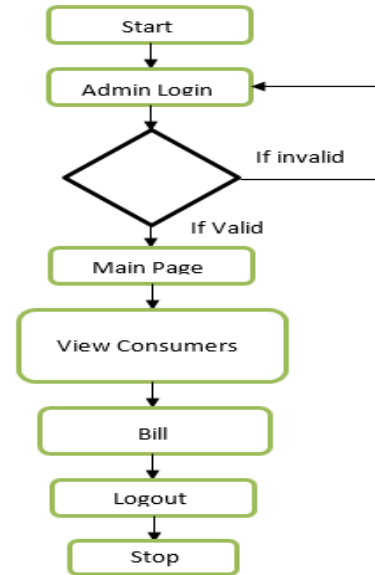 Start
Admin Login
If invalid
If Valid
Main Page
View Consumers
Bill
Logout
Stop